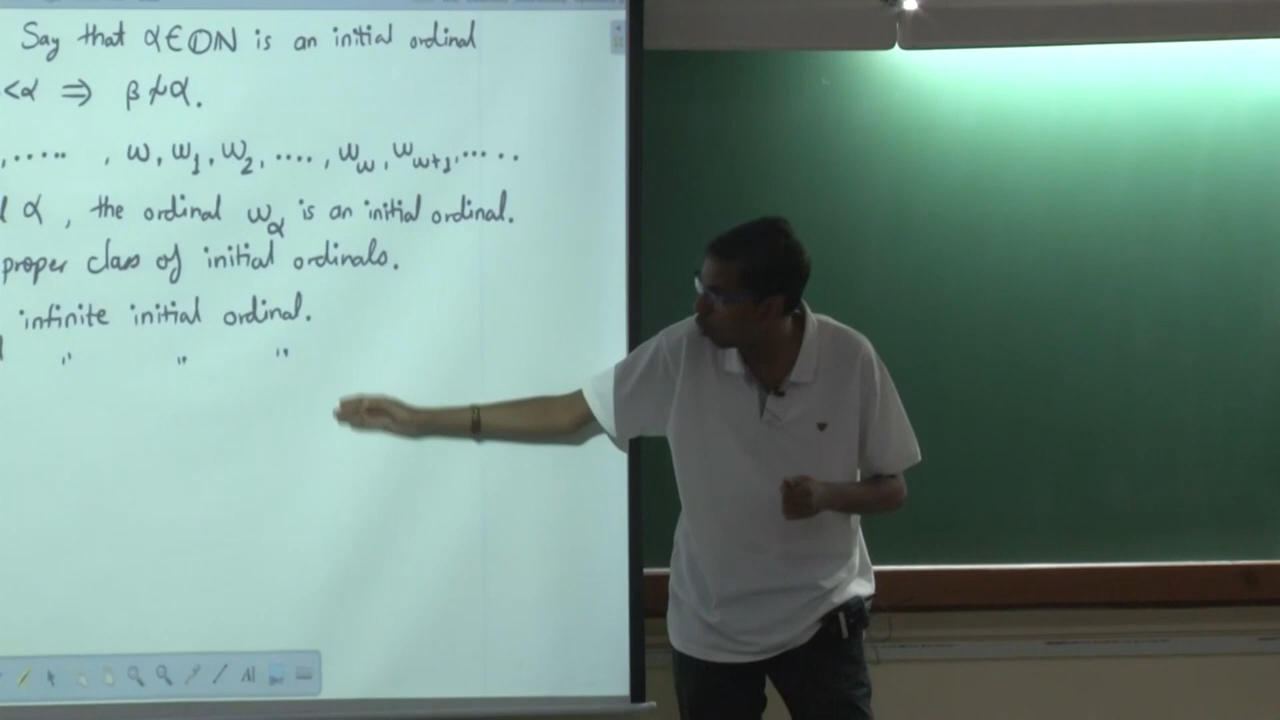 Say that α∈ON is an initial ordinal
<α ⇒ β≁α.
,..... , ω, ω₁, ω₂, ...., ω_ω, ω_{ω+1}, .....
α, the ordinal ω_α is an initial ordinal.
proper class of initial ordinals.
infinite initial ordinal.
" " "